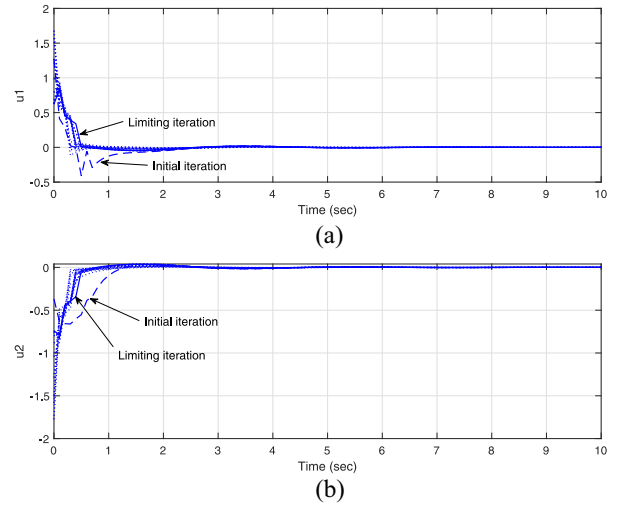 2
1.5
1
0.5
0
-0.5
u1
Limiting iteration
Initial iteration
0 1 2 3 4 5 6 7 8 9 10
Time (sec)
(a)
0
-0.5
-1
-1.5
-2
u2
Initial iteration
Limiting iteration
0 1 2 3 4 5 6 7 8 9 10
Time (sec)
(b)